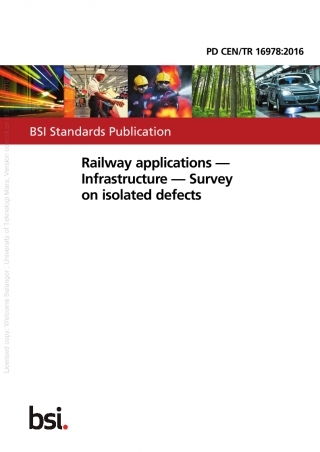 PD CEN/TR 16978:2016
BSI Standards Publication
Railway applications —
Infrastructure — Survey
on isolated defects
bsi.